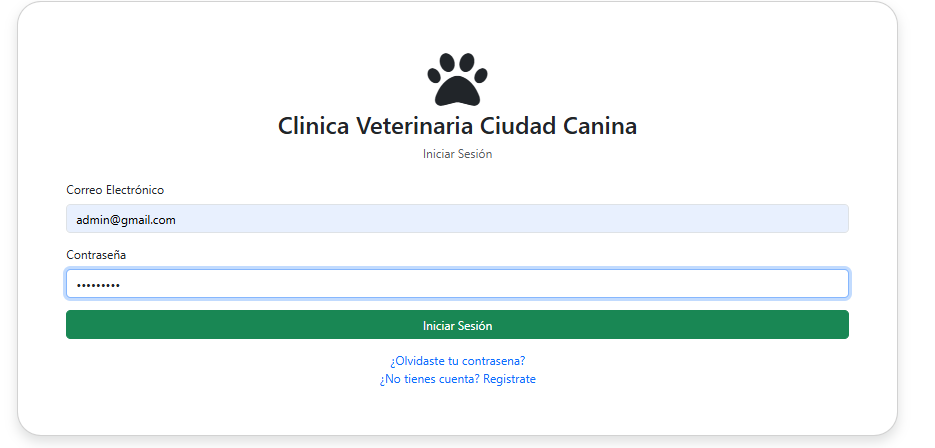 Clinica Veterinaria Ciudad Canina
Iniciar Sesión
Correo Electrónico
admin@gmail.com
Contraseña
•••••••••
Iniciar Sesión
¿Olvidaste tu contrasena?
¿No tienes cuenta? Registrate